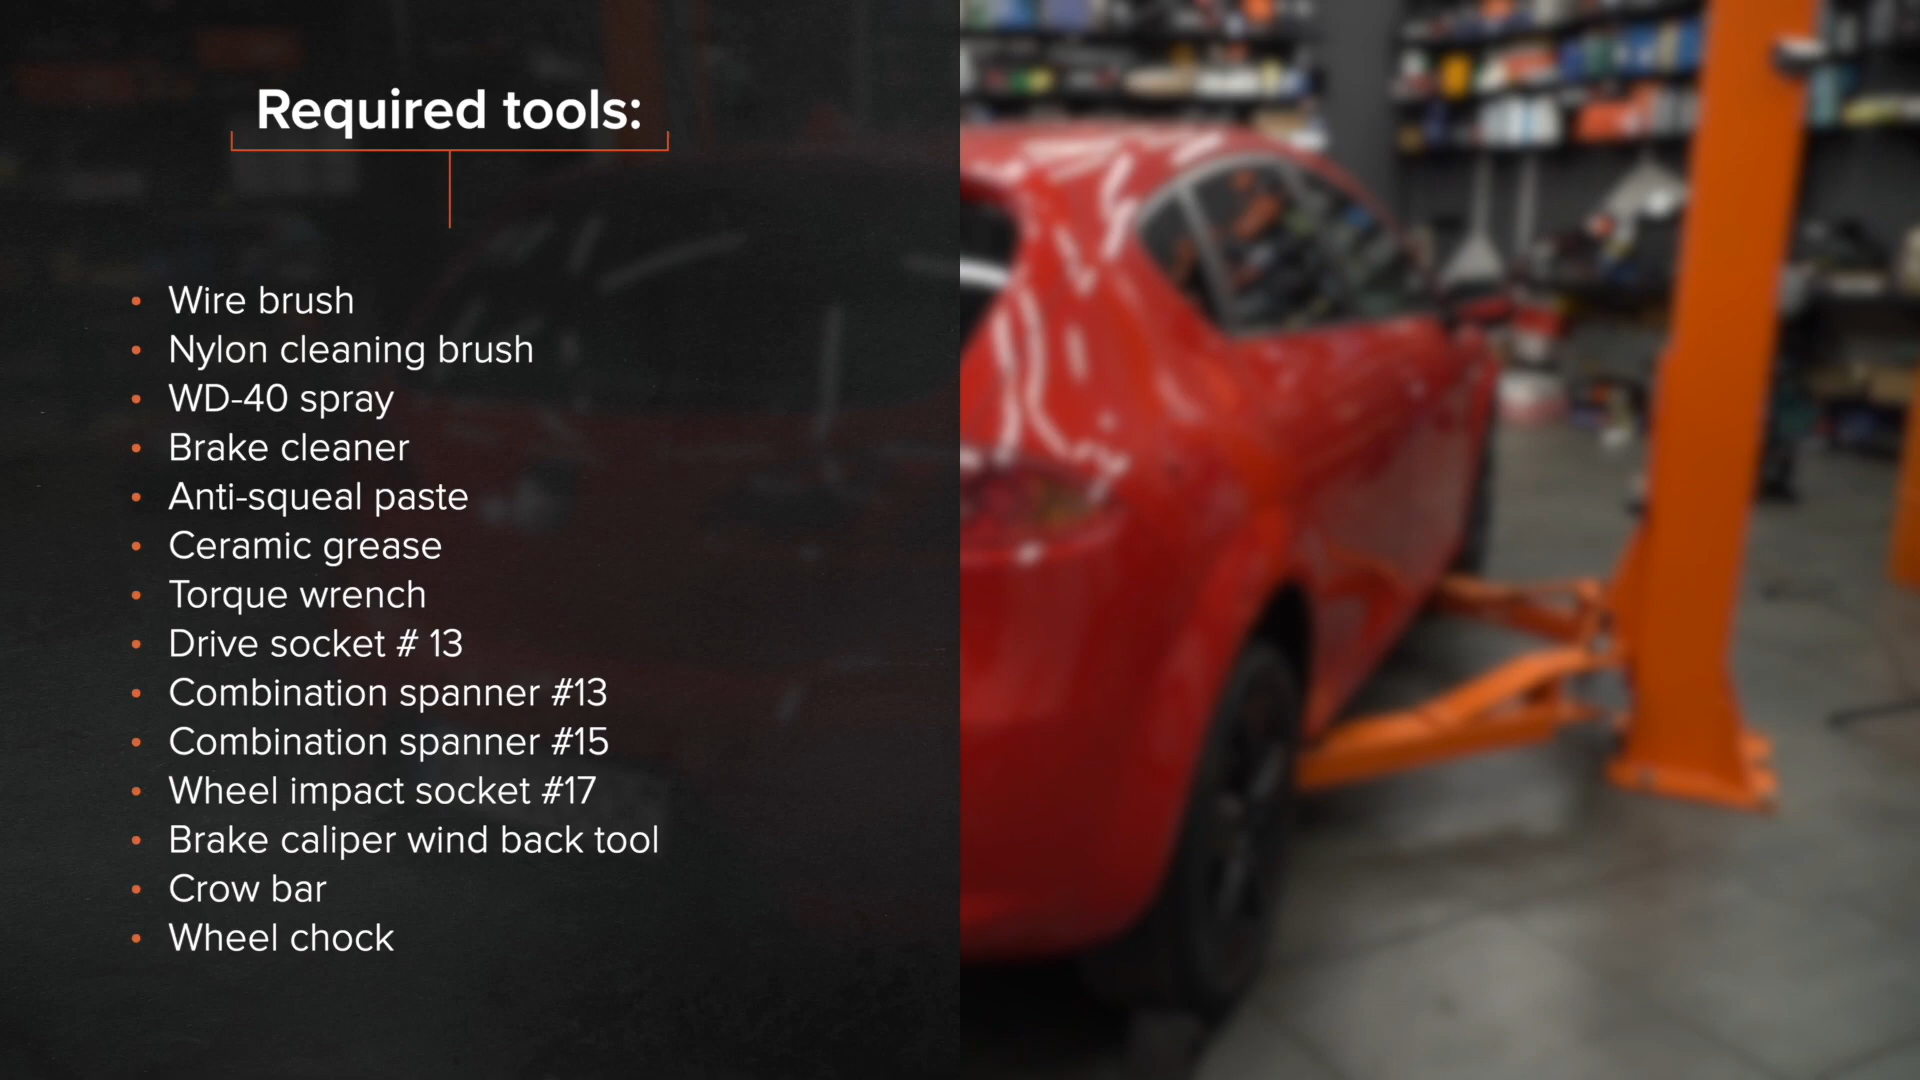 Required tools:
• Wire brush
• Nylon cleaning brush
• WD-40 spray
• Brake cleaner
• Anti-squeal paste
• Ceramic grease
• Torque wrench
• Drive socket # 13
• Combination spanner #13
• Combination spanner #15
• Wheel impact socket #17
• Brake caliper wind back tool
• Crow bar
• Wheel chock